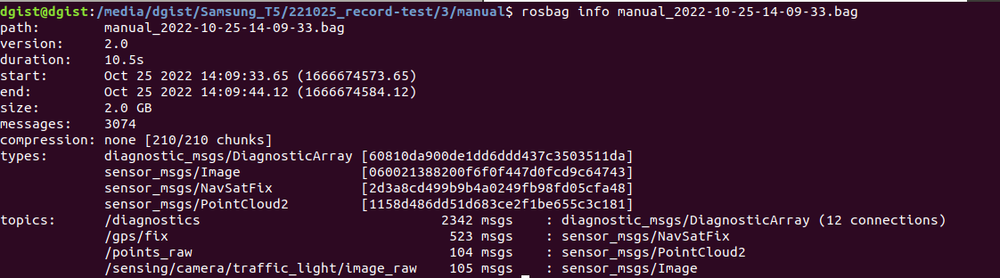 dgist@dgist:/media/dgist/Samsung_T5/221025_record-test/3/manual$ rosbag info manual_2022-10-25-14-09-33.bag
path: manual_2022-10-25-14-09-33.bag
version: 2.0
duration: 10.5s
start: Oct 25 2022 14:09:33.65 (1666674573.65)
end: Oct 25 2022 14:09:44.12 (1666674584.12)
size: 2.0 GB
messages: 3074
compression: none [210/210 chunks]
types: diagnostic_msgs/DiagnosticArray [60810da900de1dd6ddd437c3503511da]
sensor_msgs/Image [060021388200f6f0f447d0fcd9c64743]
sensor_msgs/NavSatFix [2d3a8cd499b9b4a0249fb98fd05cfa48]
sensor_msgs/PointCloud2 [1158d486dd51d683ce2f1be655c3c181]
topics: /diagnostics 2342 msgs : diagnostic_msgs/DiagnosticArray (12 connections)
/gps/fix 523 msgs : sensor_msgs/NavSatFix
/points_raw 104 msgs : sensor_msgs/PointCloud2
/sensing/camera/traffic_light/image_raw 105 msgs : sensor_msgs/Image